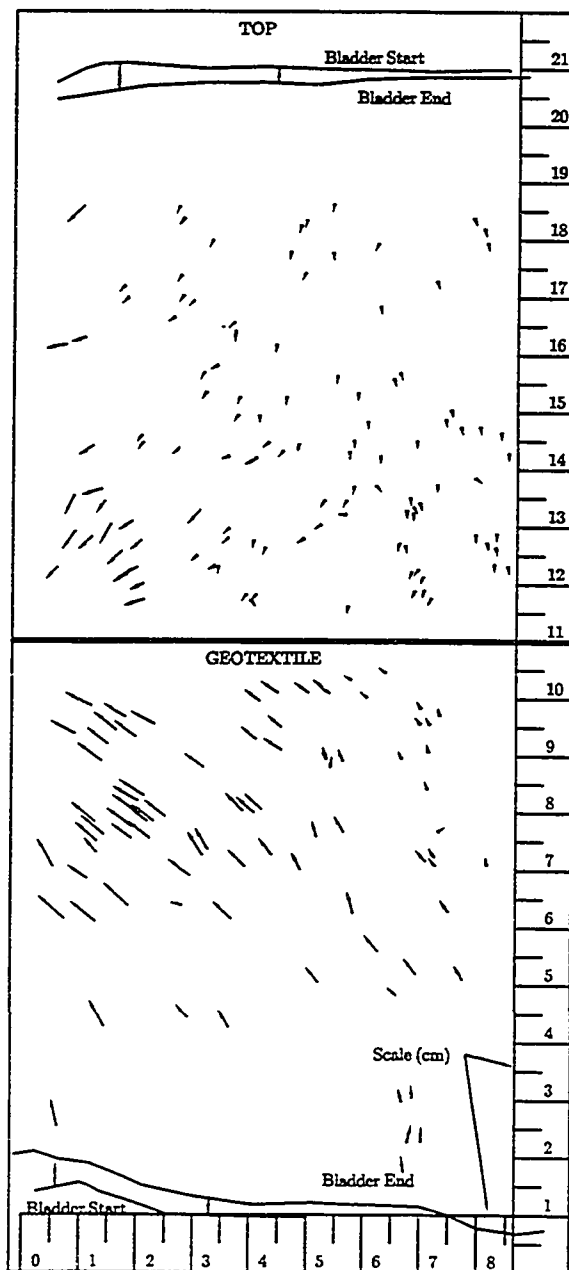 TOP
Bladder Start
21
Bladder End
20
19
18
17
16
15
14
13
12
11
GEOTEXTILE
10
9
8
7
6
5
4
Scale (cm)
3
2
Bladder End
Bladder Start
1
0 1 2 3 4 5 6 7 8